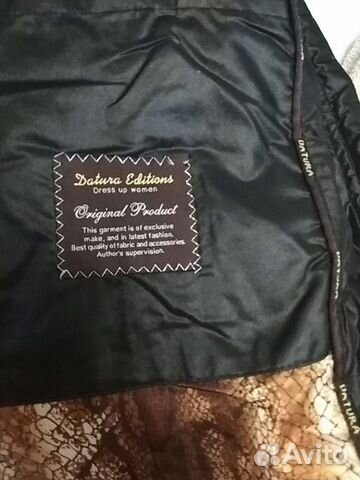 Datura Editions
Dress up women
Original Product
This garment is of exclusive
make, and in latest fashion.
Best quality of fabric and accessories.
Author's supervision.
DATURA
DATURA
DATURA
Avito